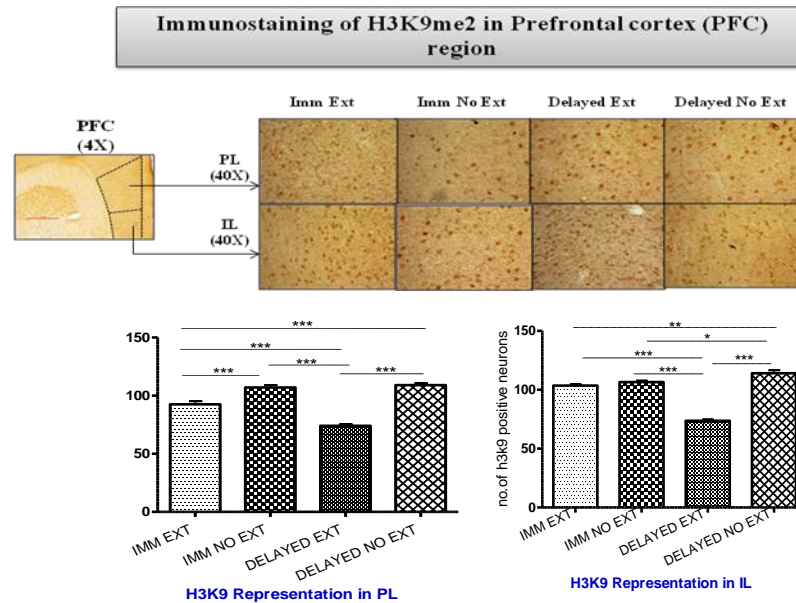 Immunostaining of H3K9me2 in Prefrontal cortex (PFC)
region
Imm Ext
Imm No Ext
Delayed Ext
Delayed No Ext
PFC
(4X)
PL
(40X)
IL
(40X)
150
100
50
0
***
***
***
***
***
IMM EXT
IMM NO EXT
DELAYED EXT
DELAYED NO EXT
H3K9 Representation in PL
no.of h3k9 positive neurons
150
100
50
0
**
*
***
***
***
IMM EXT
IMM NO EXT
DELAYED EXT
DELAYED NO EXT
H3K9 Representation in IL